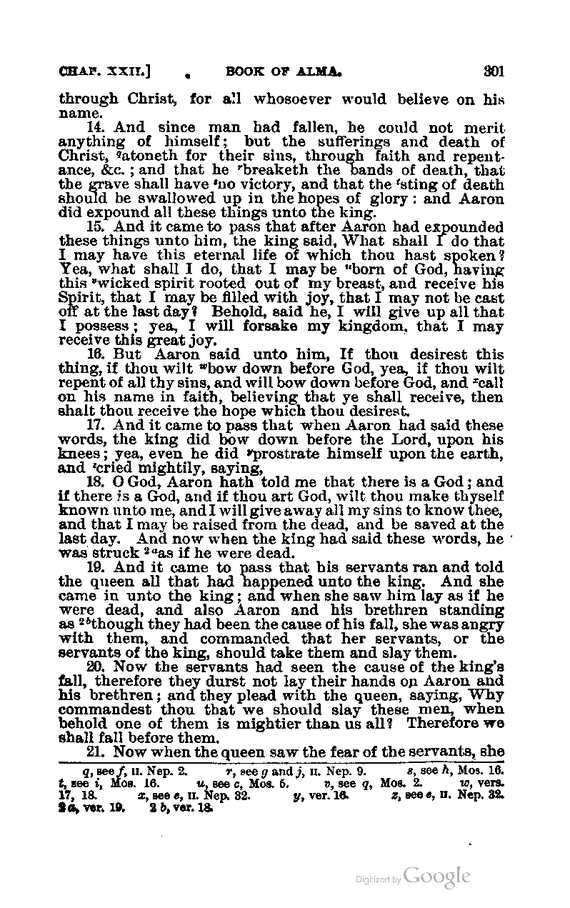 CHAP. XXII.] BOOK OF ALMA. 301
through Christ, for all whosoever would believe on his
name.
14. And since man had fallen, he could not merit
anything of himself; but the sufferings and death of
Christ, qatoneth for their sins, through faith and repent-
ance, &c.; and that he rbreaketh the bands of death, that
the grave shall have sno victory, and that the tsting of death
should be swallowed up in the hopes of glory: and Aaron
did expound all these things unto the king.
15. And it came to pass that after Aaron had expounded
these things unto him, the king said, What shall I do that
I may have this eternal life of which thou hast spoken?
Yea, what shall I do, that I may be uborn of God, having
this vwicked spirit rooted out of my breast, and receive his
Spirit, that I may be filled with joy, that I may not be cast
off at the last day? Behold, said he, I will give up all that
I possess; yea, I will forsake my kingdom, that I may
receive this great joy.
16. But Aaron said unto him, If thou desirest this
thing, if thou wilt wbow down before God, yea, if thou wilt
repent of all thy sins, and will bow down before God, and xcall
on his name in faith, believing that ye shall receive, then
shalt thou receive the hope which thou desirest.
17. And it came to pass that when Aaron had said these
words, the king did bow down before the Lord, upon his
knees; yea, even he did yprostrate himself upon the earth,
and zcried mightily, saying,
18. O God, Aaron hath told me that there is a God; and
if there is a God, and if thou art God, wilt thou make thyself
known unto me, and I will give away all my sins to know thee,
and that I may be raised from the dead, and be saved at the
last day. And now when the king had said these words, he
was struck 2aas if he were dead.
19. And it came to pass that his servants ran and told
the queen all that had happened unto the king. And she
came in unto the king; and when she saw him lay as if he
were dead, and also Aaron and his brethren standing
as 2bthough they had been the cause of his fall, she was angry
with them, and commanded that her servants, or the
servants of the king, should take them and slay them.
20. Now the servants had seen the cause of the king's
fall, therefore they durst not lay their hands on Aaron and
his brethren; and they plead with the queen, saying, Why
commandest thou that we should slay these men, when
behold one of them is mightier than us all? Therefore we
shall fall before them.
21. Now when the queen saw the fear of the servants, she
q, see f, II. Nep. 2. r, see g and j, II. Nep. 9. s, see h, Mos. 16.
t, see i, Mos. 16. u, see c, Mos. 5. v, see q, Mos. 2. w, vers.
17, 18. x, see e, II. Nep. 32. y, ver. 16. z, see e, II. Nep. 32.
2 a, ver. 19. 2 b, ver. 18.
Digitized by Google